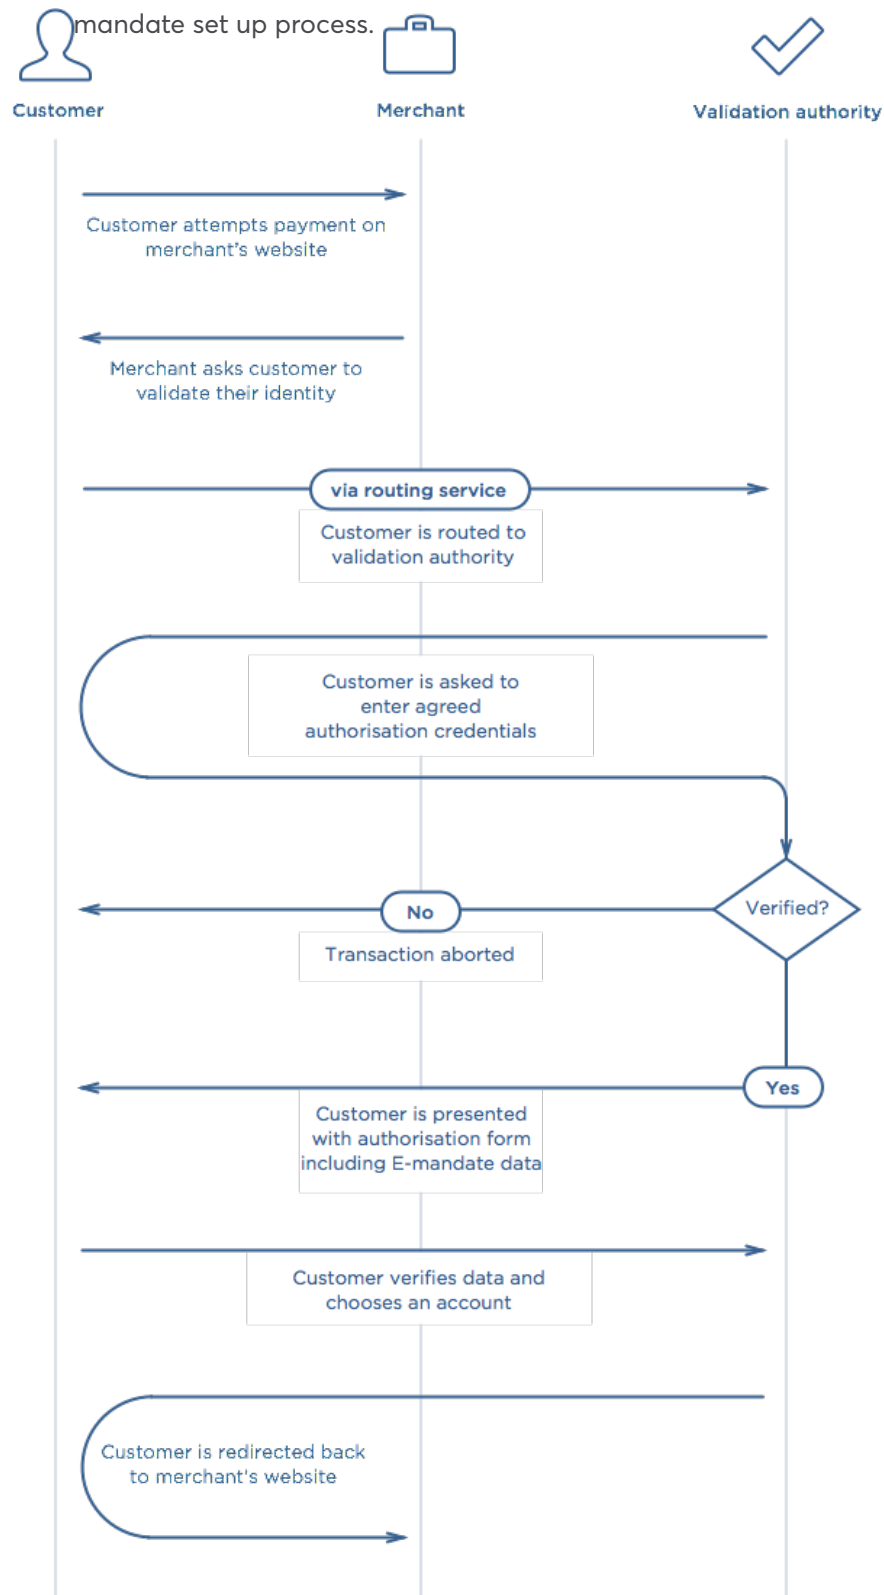 mandate set up process.
Customer
Merchant
Validation authority
Customer attempts payment on
merchant's website
Merchant asks customer to
validate their identity
via routing service
Customer is routed to
validation authority
Customer is asked to
enter agreed
authorisation credentials
Verified?
No
Transaction aborted
Yes
Customer is presented
with authorisation form
including E-mandate data
Customer verifies data and
chooses an account
Customer is redirected back
to merchant's website